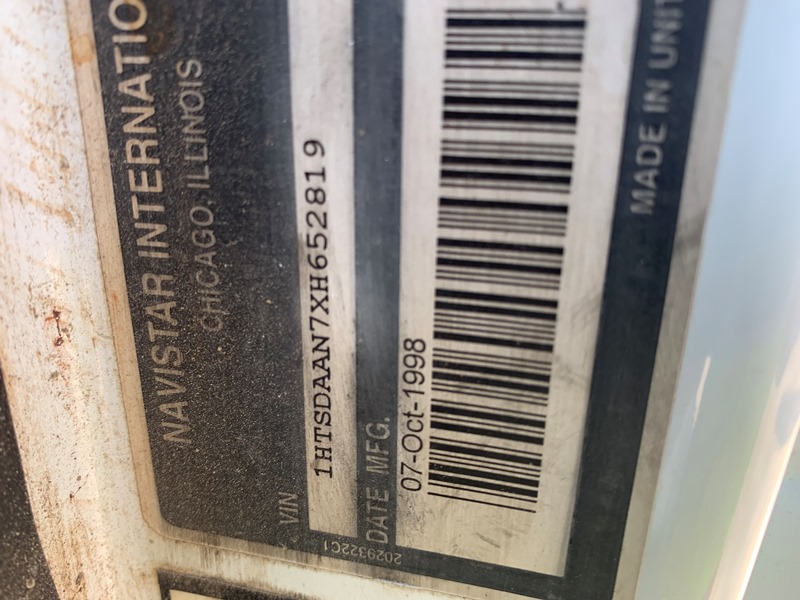 NAVISTAR INTERNATIO
CHICAGO, ILLINOIS
VIN
1HTSDAAN7XH652819
DATE MFG.
07-Oct-1998
2029322C1
MADE IN UNIT